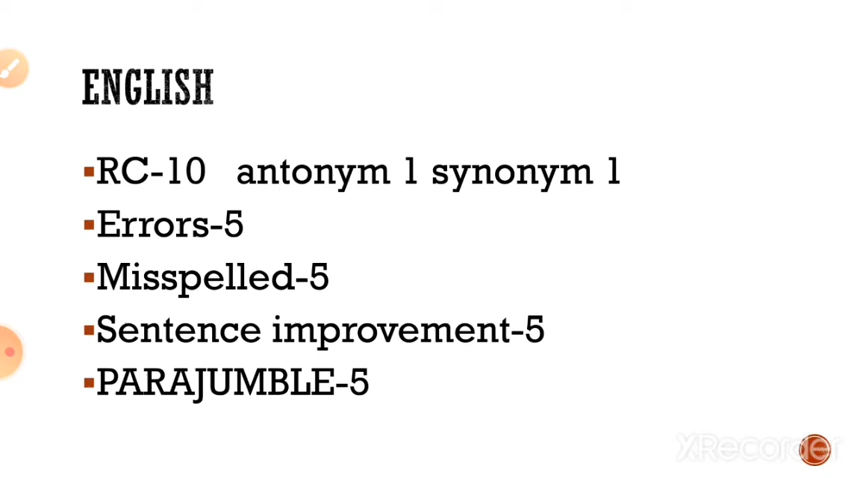 ENGLISH
▪RC-10 antonym 1 synonym 1
▪Errors-5
▪Misspelled-5
▪Sentence improvement-5
▪PARAJUMBLE-5
XRecorder